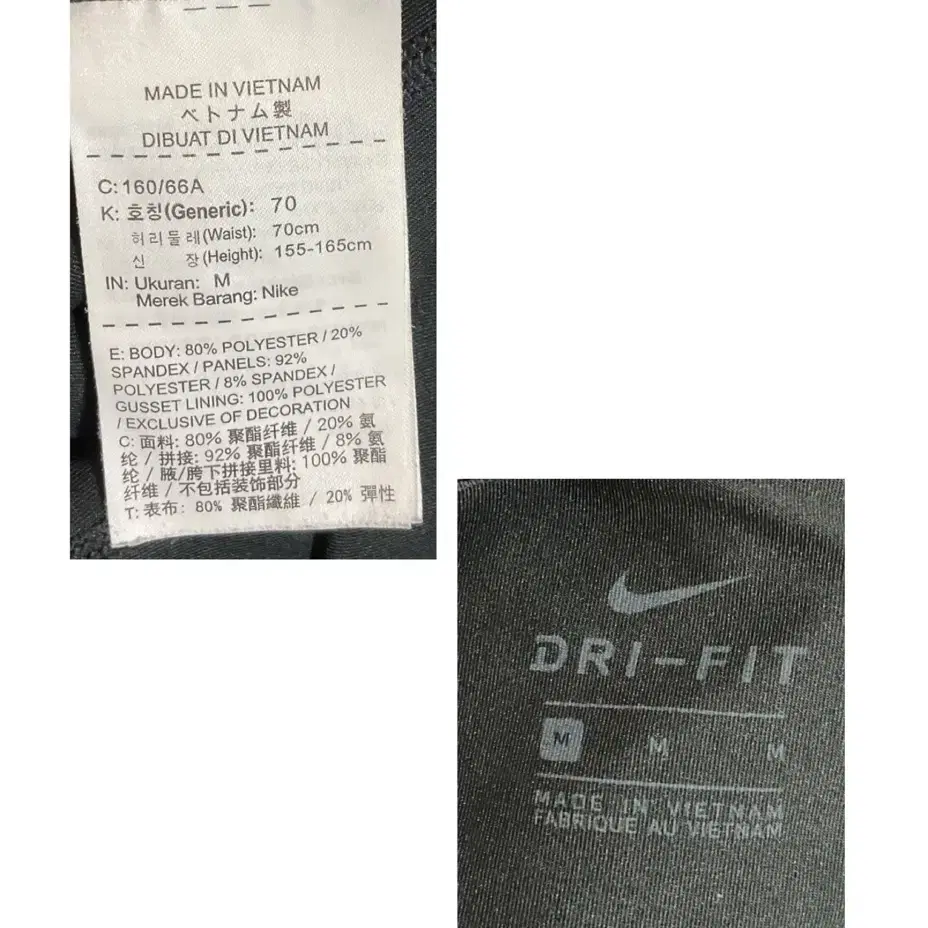 MADE IN VIETNAM
ベトナム製
DIBUAT DI VIETNAM
C: 160/66A
K: 호칭(Generic): 70
허리둘레(Waist): 70cm
신 장(Height): 155-165cm
IN: Ukuran: M
Merek Barang: Nike
E: BODY: 80% POLYESTER / 20%
SPANDEX / PANELS: 92%
POLYESTER / 8% SPANDEX /
GUSSET LINING: 100% POLYESTER
/ EXCLUSIVE OF DECORATION
C: 面料: 80% 聚酯纤维 / 20% 氨
纶 / 拼接: 92% 聚酯纤维 / 8% 氨
纶 / 腋/胯下拼接里料: 100% 聚酯
纤维 / 不包括装饰部分
T: 表布: 80% 聚酯纖維 / 20% 彈性
DRI-FIT
M M M
MADE IN VIETNAM
FABRIQUÉ AU VIETNAM